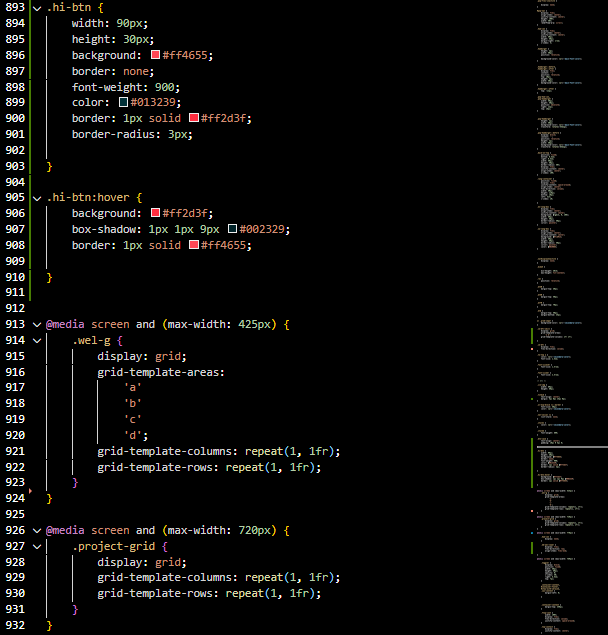 893 .hi-btn {
894 width: 90px;
895 height: 30px;
896 background: #ff4655;
897 border: none;
898 font-weight: 900;
899 color: #013239;
900 border: 1px solid #ff2d3f;
901 border-radius: 3px;
902
903 }
904
905 .hi-btn:hover {
906 background: #ff2d3f;
907 box-shadow: 1px 1px 9px #002329;
908 border: 1px solid #ff4655;
909
910 }
911
912
913 @media screen and (max-width: 425px) {
914 .wel-g {
915 display: grid;
916 grid-template-areas:
917 'a'
918 'b'
919 'c'
920 'd';
921 grid-template-columns: repeat(1, 1fr);
922 grid-template-rows: repeat(1, 1fr);
923 }
924 }
925
926 @media screen and (max-width: 720px) {
927 .project-grid {
928 display: grid;
929 grid-template-columns: repeat(1, 1fr);
930 grid-template-rows: repeat(1, 1fr);
931 }
932 }